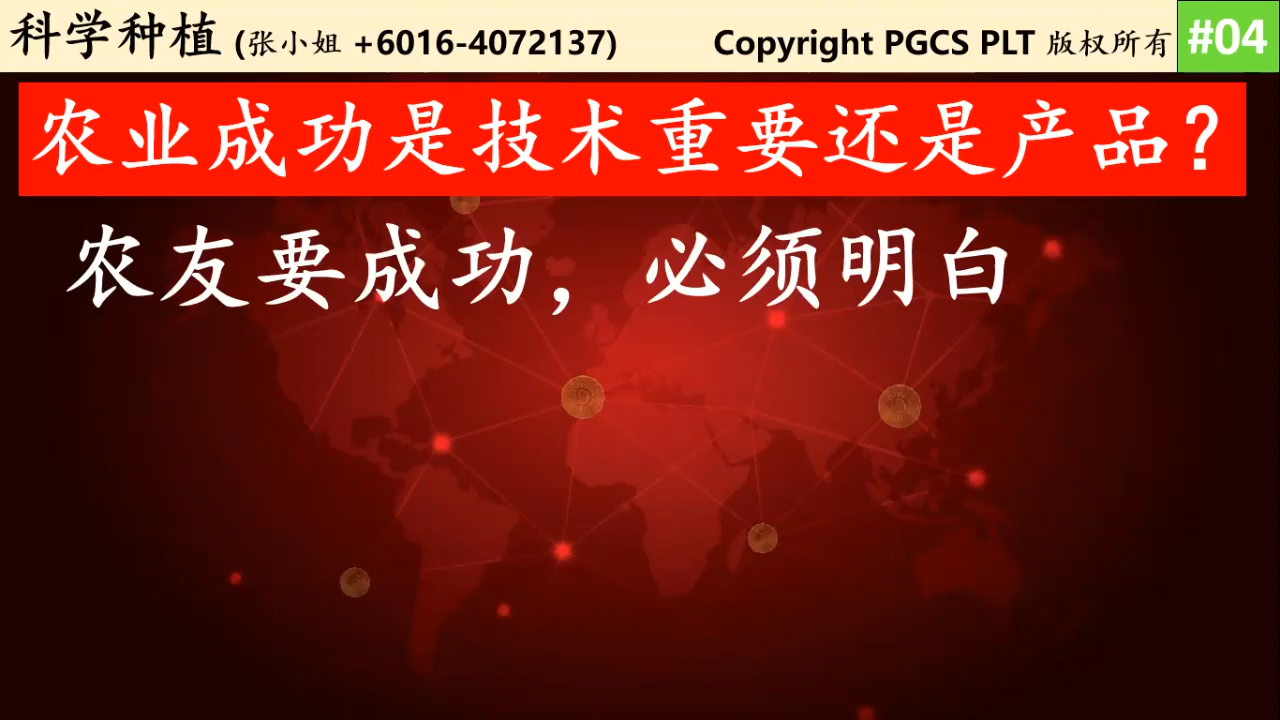 科学种植 (张小姐 +6016-4072137) Copyright PGCS PLT 版权所有 #04
农业成功是技术重要还是产品?
农友要成功，必须明白